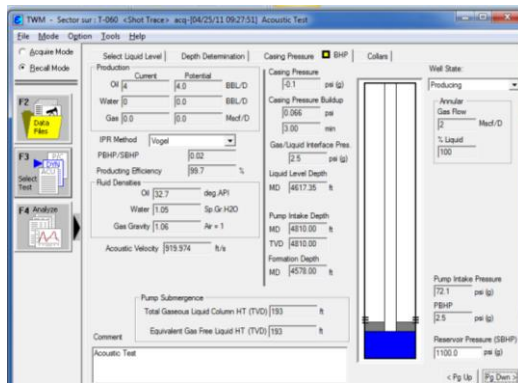 TWM - Section sur : T-060 <Shot Trace> acq-[04/25/11 09:27:51] Acoustic Test
File Mode Option Tools Help
Acquire Mode
Recall Mode
F2
Data Files
F3
Select Test
F4 Analyze
Select Liquid Level Depth Determination Casing Pressure BHP Collars
Production
Current Potential
Oil 4 4.0 BBL/D
Water 0 0.0 BBL/D
Gas 0.0 0.0 Mscf/D
IPR Method Vogel
PBHP/SBHP 0.02
Producing Efficiency 99.7 %
Fluid Densities
Oil 32.7 deg.API
Water 1.05 Sp.Gr.H2O
Gas Gravity 1.06 Air = 1
Acoustic Velocity 919.974 ft/s
Casing Pressure
-0.1 psi (g)
Casing Pressure Buildup
0.066 psi
3.00 min
Gas/Liquid Interface Pres.
2.5 psi (g)
Liquid Level Depth
MD 4617.35 ft
Pump Intake Depth
MD 4810.00 ft
TVD 4810.00 ft
Formation Depth
MD 4578.00 ft
Pump Submergence
Total Gaseous Liquid Column HT (TVD) 193 ft
Equivalent Gas Free Liquid HT (TVD) 193 ft
Comment
Acoustic Test
Well State:
Producing
Annular
Gas Flow
2 Mscf/D
% Liquid
100
Pump Intake Pressure
72.1 psi (g)
PBHP
2.5 psi (g)
Reservoir Pressure (SBHP)
1100.0 psi (g)
< Pg Up Pg Dwn >